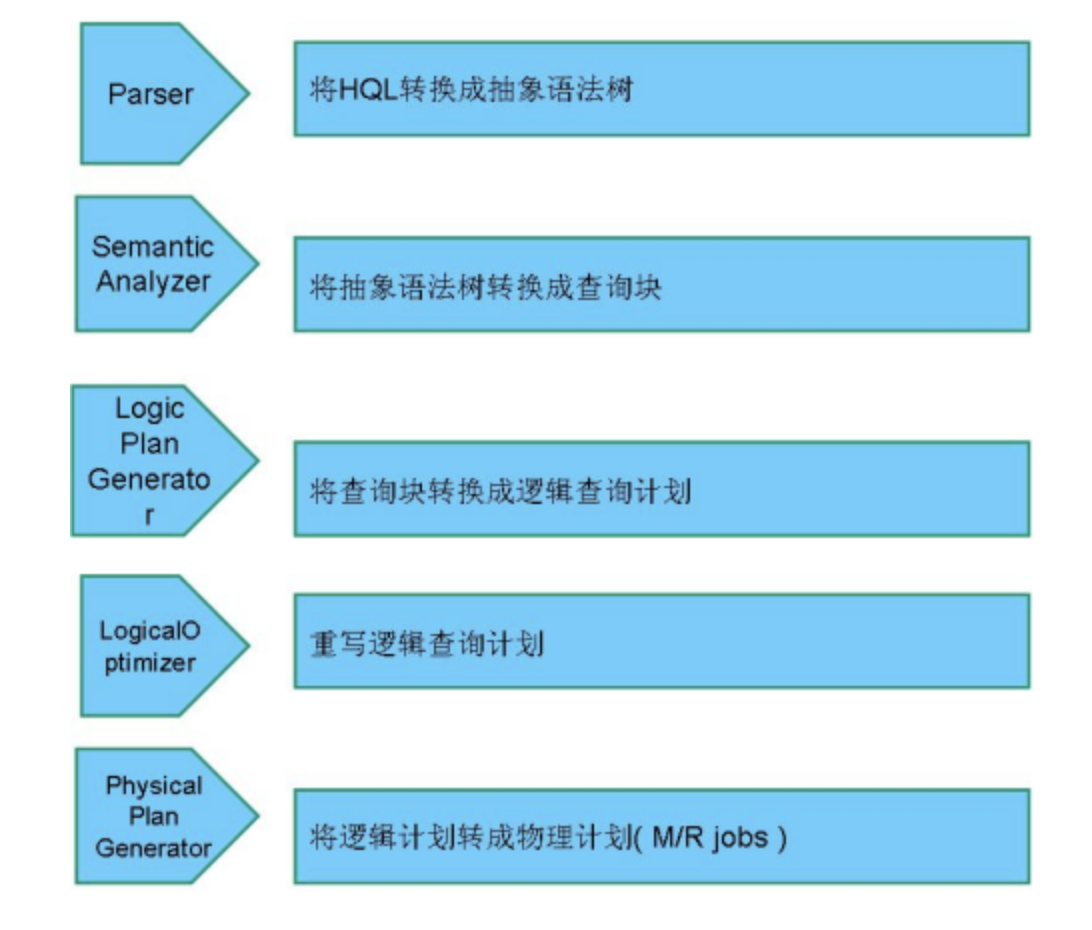 Parser
将HQL转换成抽象语法树
Semantic
Analyzer
将抽象语法树转换成查询块
Logic
Plan
Generato
r
将查询块转换成逻辑查询计划
LogicalO
ptimizer
重写逻辑查询计划
Physical
Plan
Generator
将逻辑计划转成物理计划( M/R jobs )